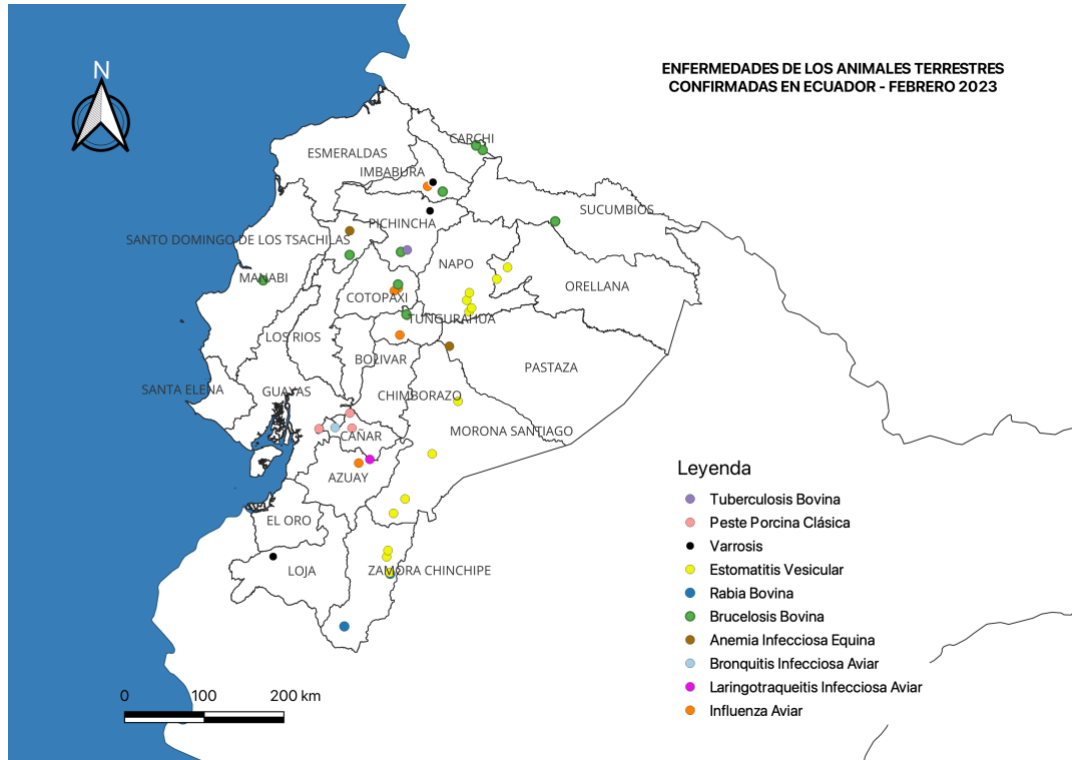 N
ENFERMEDADES DE LOS ANIMALES TERRESTRES
CONFIRMADAS EN ECUADOR - FEBRERO 2023
CARCHI
ESMERALDAS
IMBABURA
SUCUMBIOS
PICHINCHA
SANTO DOMINGO DE LOS TSACHILAS
NAPO
MANABI
ORELLANA
COTOPAXI
TUNGURAHUA
LOS RIOS
BOLIVAR
PASTAZA
SANTA ELENA
GUAYAS
CHIMBORAZO
MORONA SANTIAGO
CAÑAR
AZUAY
EL ORO
LOJA
ZAMORA CHINCHIPE
Leyenda
Tuberculosis Bovina
Peste Porcina Clásica
Varrosis
Estomatitis Vesicular
Rabia Bovina
Brucelosis Bovina
Anemia Infecciosa Equina
Bronquitis Infecciosa Aviar
Laringotraqueitis Infecciosa Aviar
Influenza Aviar
0 100 200 km